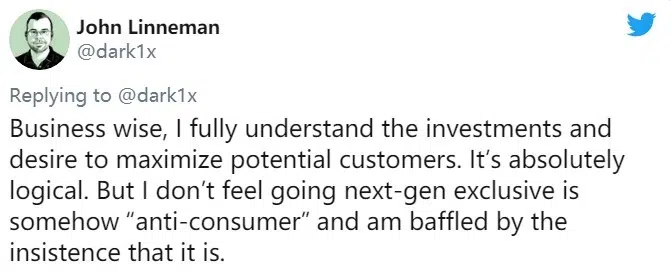 John Linneman
@dark1x
Replying to @dark1x
Business wise, I fully understand the investments and
desire to maximize potential customers. It’s absolutely
logical. But I don’t feel going next-gen exclusive is
somehow “anti-consumer” and am baffled by the
insistence that it is.